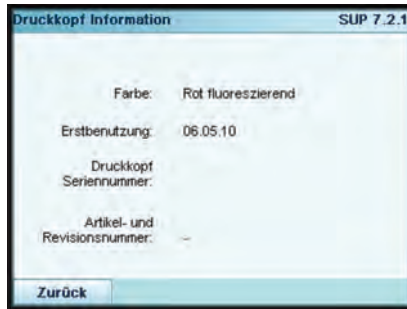 Druckkopf Information SUP 7.2.1
Farbe: Rot fluoreszierend
Erstbenutzung: 06.05.10
Druckkopf
Seriennummer:
Artikel- und
Revisionsnummer: –
Zurück